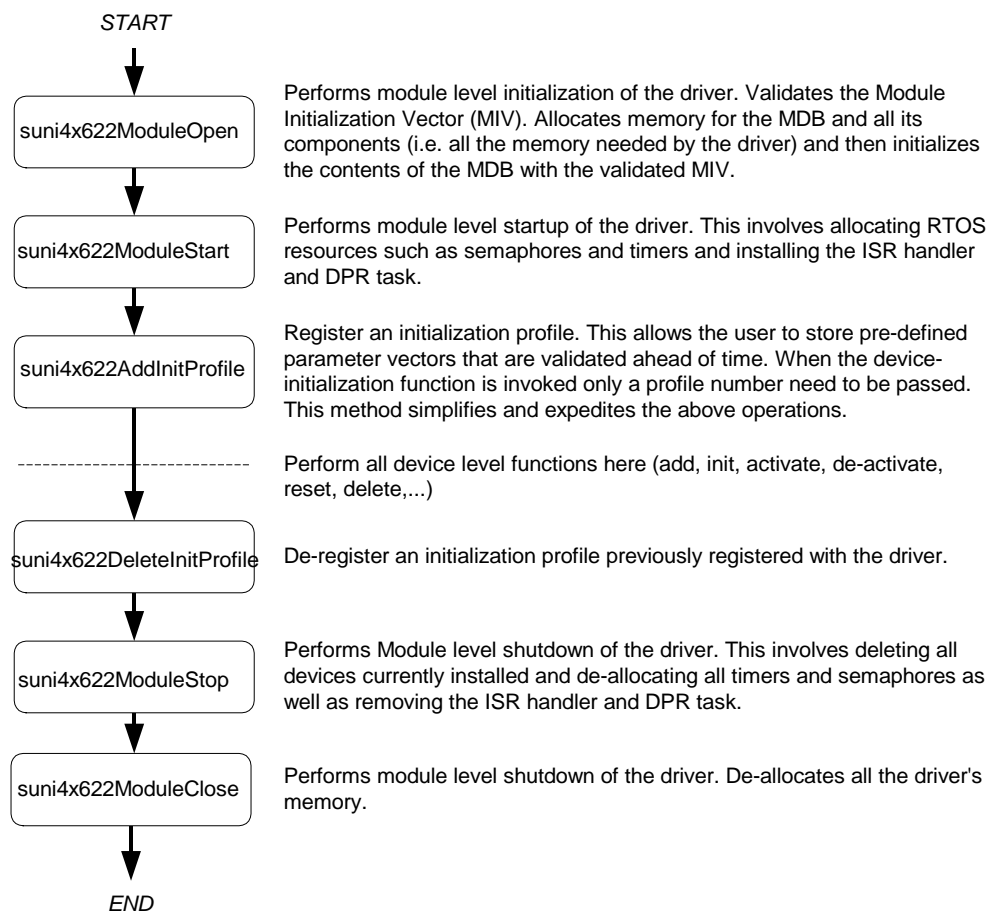 START
suni4x622ModuleOpen
Performs module level initialization of the driver. Validates the Module
Initialization Vector (MIV). Allocates memory for the MDB and all its
components (i.e. all the memory needed by the driver) and then initializes
the contents of the MDB with the validated MIV.
suni4x622ModuleStart
Performs module level startup of the driver. This involves allocating RTOS
resources such as semaphores and timers and installing the ISR handler
and DPR task.
suni4x622AddInitProfile
Register an initialization profile. This allows the user to store pre-defined
parameter vectors that are validated ahead of time. When the device-
initialization function is invoked only a profile number need to be passed.
This method simplifies and expedites the above operations.
Perform all device level functions here (add, init, activate, de-activate,
reset, delete,...)
suni4x622DeleteInitProfile
De-register an initialization profile previously registered with the driver.
suni4x622ModuleStop
Performs Module level shutdown of the driver. This involves deleting all
devices currently installed and de-allocating all timers and semaphores as
well as removing the ISR handler and DPR task.
suni4x622ModuleClose
Performs module level shutdown of the driver. De-allocates all the driver's
memory.
END